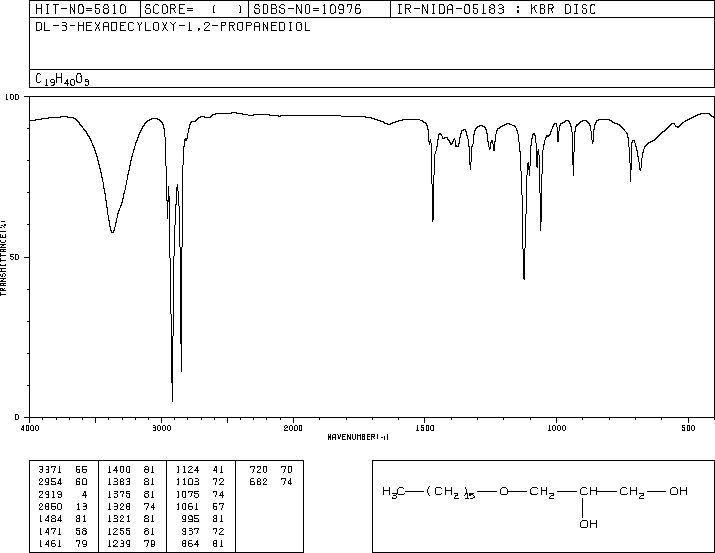 HIT-NO=5810 SCORE= ( ) SDBS-NO=10976 IR-NIDA-05183 : KBR DISC
DL-3-HEXADECYLOXY-1,2-PROPANEDIOL
C19H40O3
100
50
0
TRANSMITTANCE(%)
4000 3000 2000 1500 1000 500
WAVENUMBER(-1)
3371 66 1400 81 1124 41 720 70
2954 60 1383 81 1103 72 682 74
2919 4 1375 81 1075 74
2850 13 1328 74 1061 57
1484 81 1321 81 995 81
1471 58 1255 81 937 72
1461 79 1239 79 864 81
H3C—(CH2)15—O—CH2—CH—CH2—OH
OH